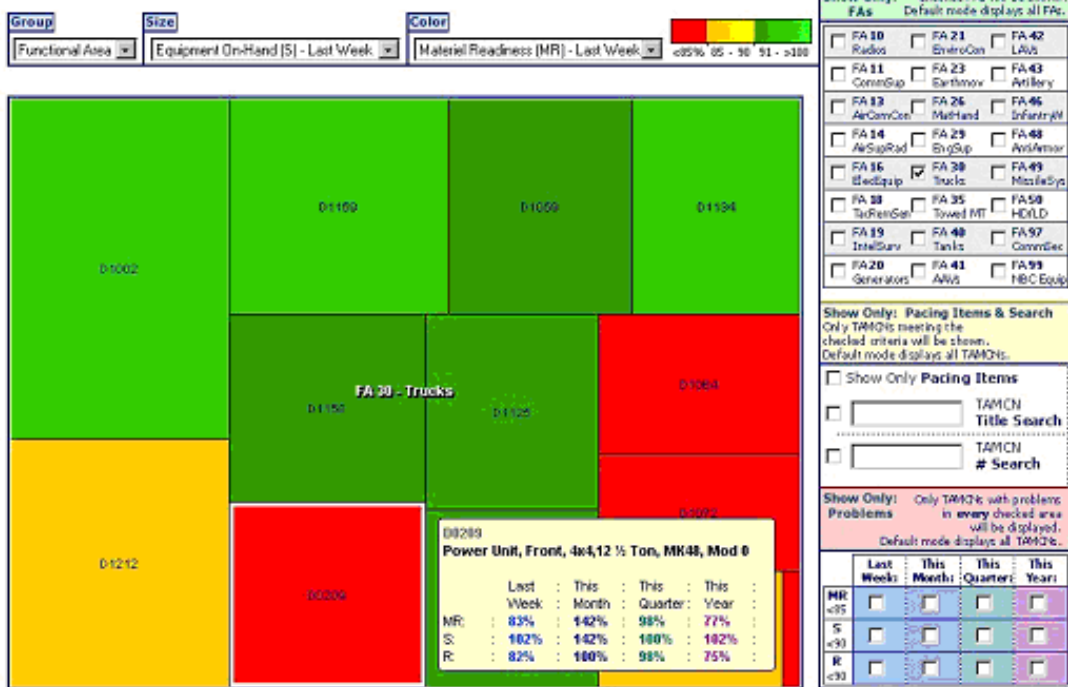 Group
Size
Color
Functional Area
Equipment On-Hand (S) - Last Week
Materiel Readiness (MR) - Last Week
<85% 85 - 90 91 - >100
D1002
D1159
D1059
D1134
FA 30 - Trucks
D1158
D1125
D1064
D1072
D1212
D0209
D0209
Power Unit, Front, 4x4,12 ½ Ton, MK48, Mod 0
Last Week : This Month : This Quarter : This Year :
MR: : 83% : 142% : 98% : 77% :
S: : 102% : 142% : 100% : 102% :
R: : 82% : 100% : 98% : 75% :
FAs
Default mode displays all FAs.
FA 10 Radios
FA 21 EnviroCon
FA 42 LAVs
FA 11 CommSup
FA 23 Earthmov
FA 43 Artillery
FA 13 AirComCon
FA 26 MatHand
FA 46 InfantryW
FA 14 AirSupRad
FA 29 EngSup
FA 48 AntiArmor
FA 16 ElecEquip
FA 30 Trucks
FA 49 MissileSys
FA 18 TacRemSen
FA 35 Towed MT
FA 50 HD/LD
FA 19 IntelSurv
FA 40 Tanks
FA 97 CommSec
FA 20 Generators
FA 41 AAVs
FA 99 NBC Equip
Show Only: Pacing Items & Search
Only TAMCNs meeting the
checked criteria will be shown.
Default mode displays all TAMCNs.
Show Only Pacing Items
TAMCN
Title Search
TAMCN
# Search
Show Only: Problems
Only TAMCNs with problems
in every checked area
will be displayed.
Default mode displays all TAMCNs.
Last Week: This Month: This Quarter: This Year:
MR <85
S <90
R <90